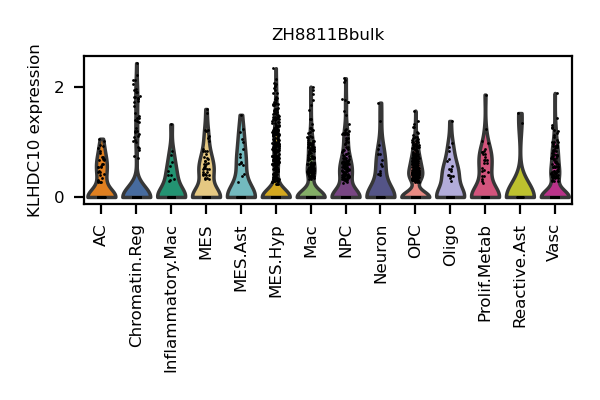 ZH8811Bbulk
KLHDC10 expression
2
0
AC
Chromatin.Reg
Inflammatory.Mac
MES
MES.Ast
MES.Hyp
Mac
NPC
Neuron
OPC
Oligo
Prolif.Metab
Reactive.Ast
Vasc